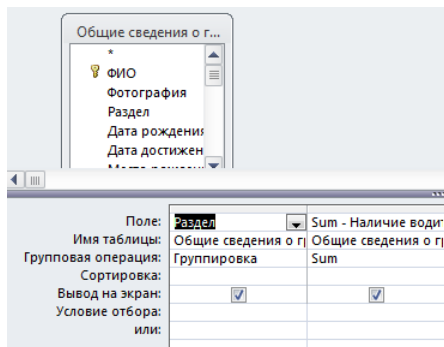 Общие сведения о г...
*
ФИО
Фотография
Раздел
Дата рождения
Дата достижен
Поле: Раздел Sum - Наличие водит
Имя таблицы: Общие сведения о гр Общие сведения о гр
Групповая операция: Группировка Sum
Сортировка:
Вывод на экран:
Условие отбора:
или: